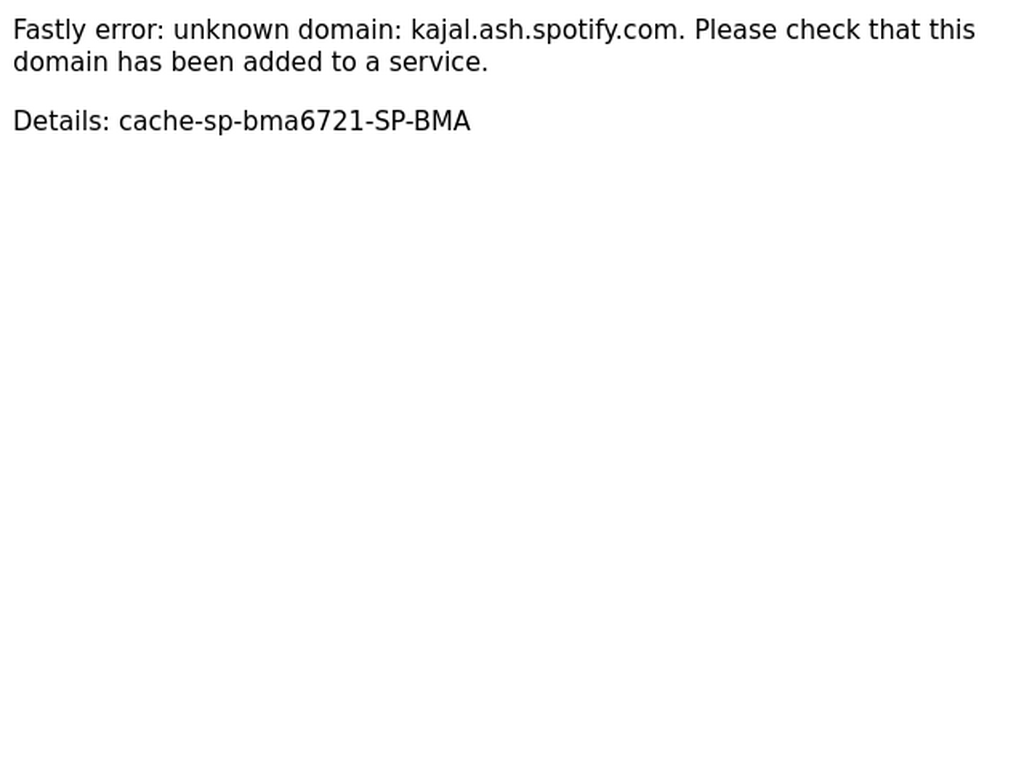 Fastly error: unknown domain: kajal.ash.spotify.com. Please check that this
domain has been added to a service.
Details: cache-sp-bma6721-SP-BMA